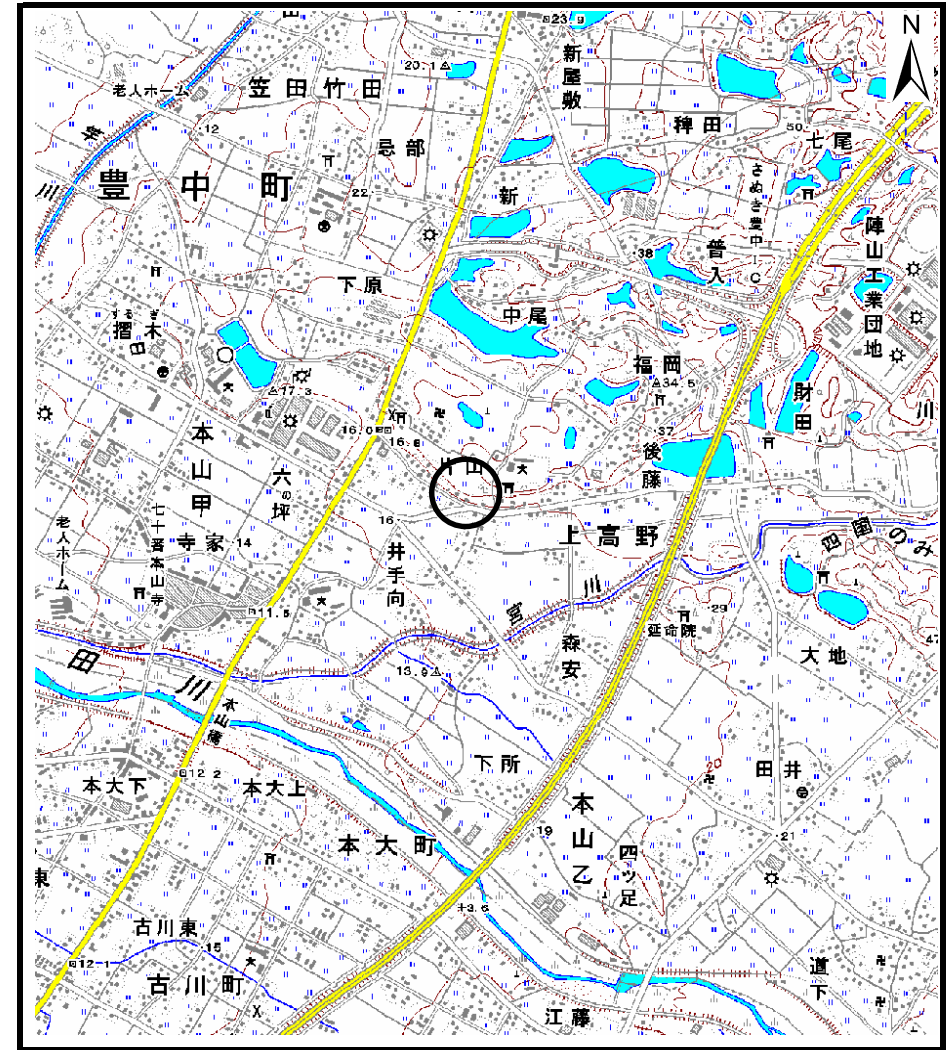 N
23.9
新屋敷
20.1
老人ホーム
笠田竹田
稗田
七尾
50
12
忌部
さぬき豊中IC
豊中町
22
新
川
38
普入
陣山工業団地
下原
中尾
摺木
するぎ
福岡
34.5
17.3
財田
川
本山甲
16.0
16.8
37
後藤
六の坪
片山
16
上高野
老人ホーム
七十番本山寺
寺家
14
井手向
四国のみ
11.5
宮川
29
延命院
森安
大地
47
田川
13.9
本山橋
下所
20
田井
本大下
12.2
本大上
本山乙
19
四ツ足
21
本大町
東
古川東
15
12.1
古川町
道下
江藤